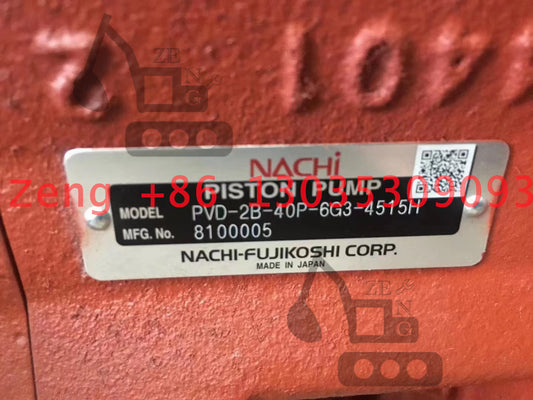 ZENG
NACHi
PISTON PUMP
Zeng +86 13035309093
MODEL PVD-2B-40P-6G3-4515H
MFG. No. 8100005
NACHI-FUJIKOSHI CORP.
MADE IN JAPAN
ZENG